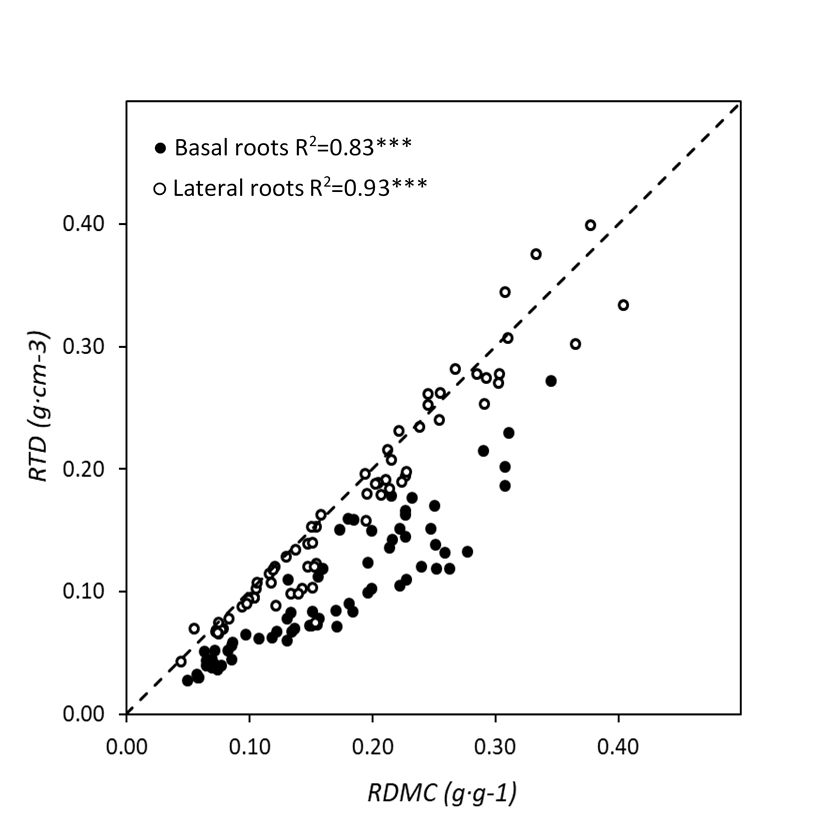 ● Basal roots R²=0.83***
○ Lateral roots R²=0.93***
0.40
0.30
0.20
0.10
0.00
RTD (g·cm-3)
0.00 0.10 0.20 0.30 0.40
RDMC (g·g-1)